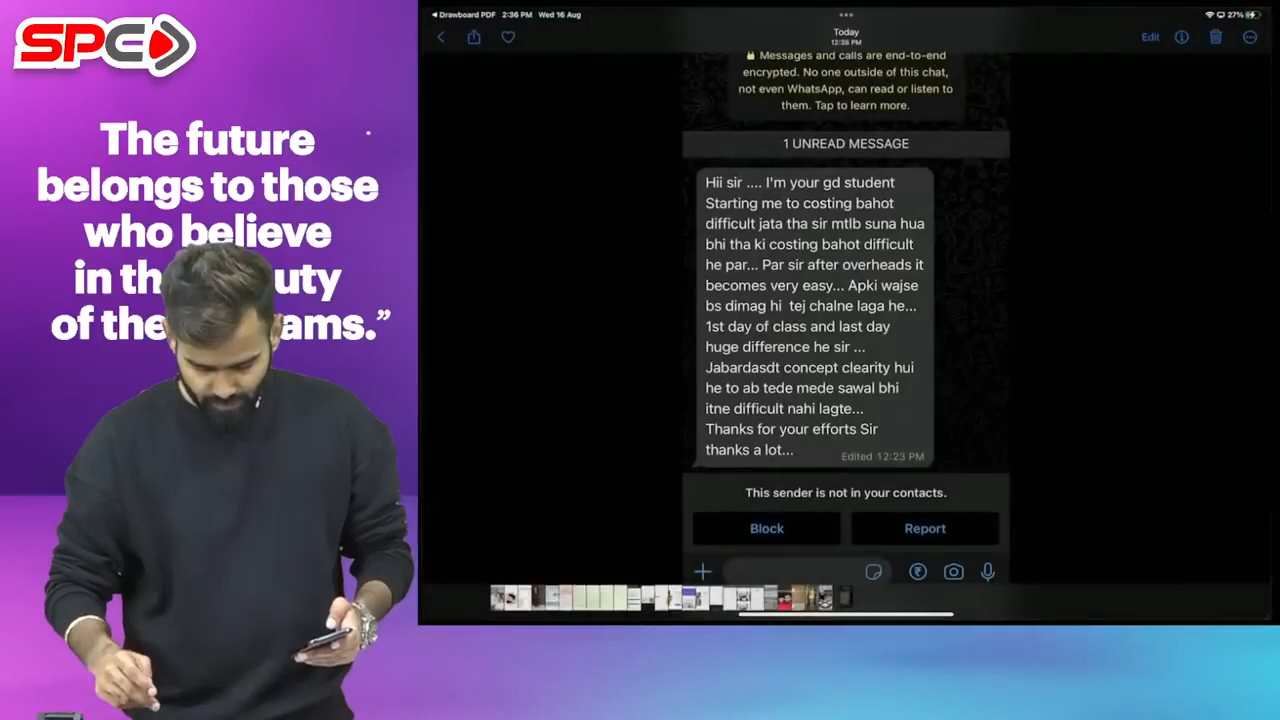 SPC
The future
belongs to those
who believe
in th uty
of the ams.”
Drawboard PDF 2:36 PM Wed 16 Aug
27%
Today
12:36 PM
Edit
Messages and calls are end-to-end
encrypted. No one outside of this chat,
not even WhatsApp, can read or listen to
them. Tap to learn more.
1 UNREAD MESSAGE
Hii sir .... I'm your gd student
Starting me to costing bahot
difficult jata tha sir mtlb suna hua
bhi tha ki costing bahot difficult
he par... Par sir after overheads it
becomes very easy... Apki wajse
bs dimag hi tej chalne laga he...
1st day of class and last day
huge difference he sir ...
Jabardasdt concept clearity hui
he to ab tede mede sawal bhi
itne difficult nahi lagte...
Thanks for your efforts Sir
thanks a lot...
Edited 12:23 PM
This sender is not in your contacts.
Block
Report